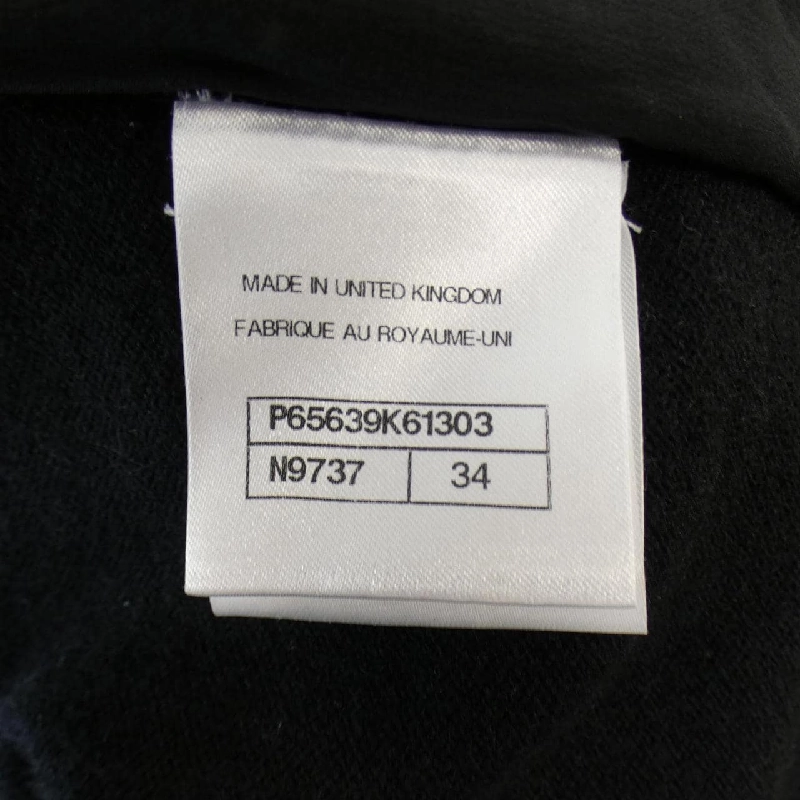 MADE IN UNITED KINGDOM
FABRIQUE AU ROYAUME-UNI
P65639K61303
N9737 34